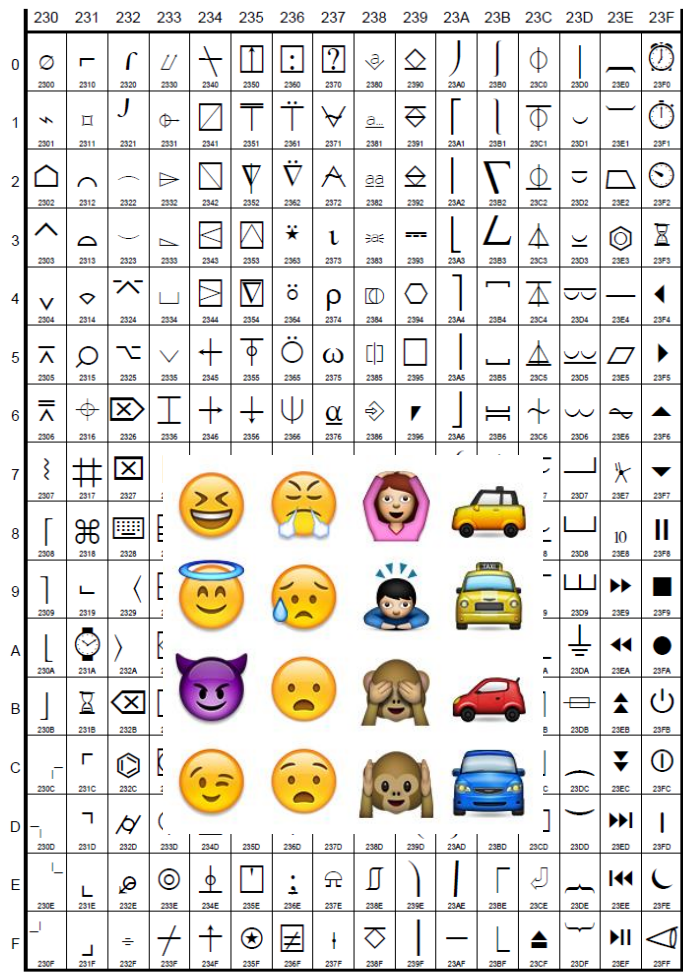 230 231 232 233 234 235 236 237 238 239 23A 23B 23C 23D 23E 23F
0 ⌀ ⌐ ⌠ ⌰ ⍀ ⍐ ⍠ ⍰ ⎀ ⎐ ⎠ ⎰ ⏀ ⏐ ⏠ ⏰
2300 2310 2320 2330 2340 2350 2360 2370 2380 2390 23A0 23B0 23C0 23D0 23E0 23F0
1 ⌁ ⌑ ⌡ ⌱ ⍁ ⍑ ⍡ ⍱ ⎁ ⎑ ⎡ ⎱ ⏁ ⏑ ⏡ ⏱
2301 2311 2321 2331 2341 2351 2361 2371 2381 2391 23A1 23B1 23C1 23D1 23E1 23F1
2 ⌂ ⌒ ⌢ ⌲ ⍂ ⍒ ⍢ ⍲ ⎂ ⎒ ⎢ ⎲ ⏂ ⏒ ⏢ ⏲
2302 2312 2322 2332 2342 2352 2362 2372 2382 2392 23A2 23B2 23C2 23D2 23E2 23F2
3 ⌃ ⌓ ⌣ ⌳ ⍃ ⍓ ⍣ ⍳ ⎃ ⎓ ⎣ ⎳ ⏃ ⏓ ⏣ ⏳
2303 2313 2323 2333 2343 2353 2363 2373 2383 2393 23A3 23B3 23C3 23D3 23E3 23F3
4 ⌄ ⌔ ⌤ ⌴ ⍄ ⍔ ⍤ ⍴ ⎄ ⎔ ⎤ ⎴ ⏄ ⏔ ⏤ ⏴
2304 2314 2324 2334 2344 2354 2364 2374 2384 2394 23A4 23B4 23C4 23D4 23E4 23F4
5 ⌅ ⌕ ⌥ ⌵ ⍅ ⍕ ⍥ ⍵ ⎅ ⎕ ⎥ ⎵ ⏅ ⏕ ⏥ ⏵
2305 2315 2325 2335 2345 2355 2365 2375 2385 2395 23A5 23B5 23C5 23D5 23E5 23F5
6 ⌆ ⌖ ⌦ ⌶ ⍆ ⍖ ⍦ ⍶ ⎆ ⎖ ⎦ ⎶ ⏆ ⏖ ⏦ ⏶
2306 2316 2326 2336 2346 2356 2366 2376 2386 2396 23A6 23B6 23C6 23D6 23E6 23F6
7 ⌇ ⌗ ⌧ ⏗ ⏧ ⏷
2307 2317 2327 23D7 23E7 23F7
8 ⌈ ⌘ ⌨ ⏘ ⏨ ⏸
2308 2318 2328 23D8 23E8 23F8
TAXI
9 ⌉ ⌙ 〈 ⏙ ⏩ ⏹
2309 2319 2329 23D9 23E9 23F9
A ⌊ ⌚ 〉 ⏚ ⏪ ⏺
230A 231A 232A 23DA 23EA 23FA
B ⌋ ⌛ ⌫ ⏛ ⏫ ⏻
230B 231B 232B 23DB 23EB 23FB
C ⌌ ⌜ ⌬ ⏜ ⏬ ⏼
230C 231C 232C 23DC 23EC 23FC
D ⌍ ⌝ ⌭ ⏝ ⏭ ⏽
230D 231D 232D 233D 234D 235D 236D 237D 238D 239D 23AD 23BD 23CD 23DD 23ED 23FD
E ⌎ ⌞ ⌮ ⌾ ⍎ ⍞ ⍮ ⍾ ⎎ ⎞ ⎮ ⎾ ⏎ ⏞ ⏮ ⏾
230E 231E 232E 233E 234E 235E 236E 237E 238E 239E 23AE 23BE 23CE 23DE 23EE 23FE
F ⌏ ⌟ ⌯ ⌿ ⍏ ⍟ ⍯ ⍿ ⎏ ⎟ ⎯ ⎿ ⏏ ⏟ ⏯ ⏿
230F 231F 232F 233F 234F 235F 236F 237F 238F 239F 23AF 23BF 23CF 23DF 23EF 23FF